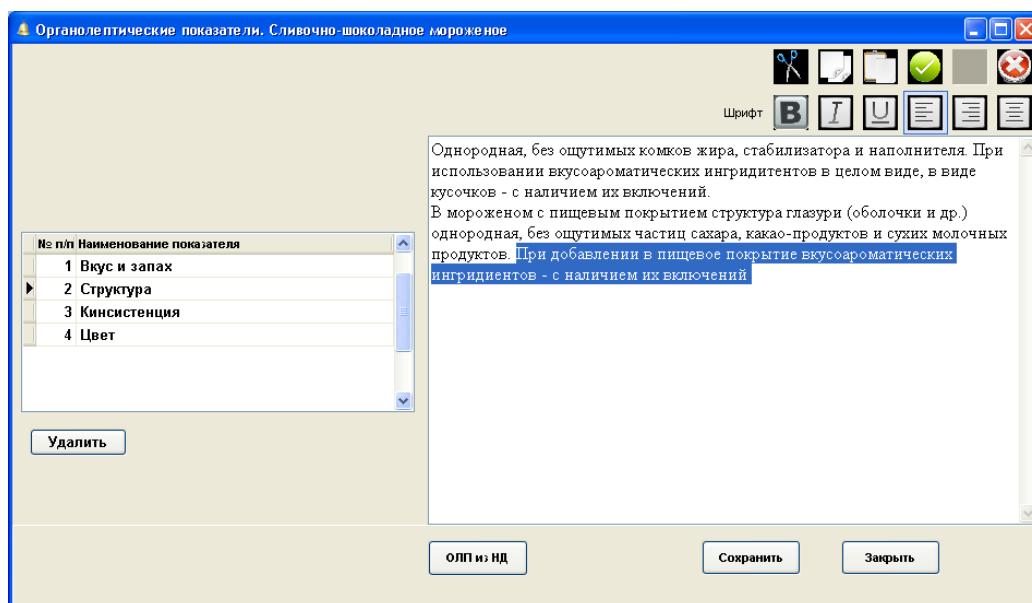 Органолептические показатели. Сливочно-шоколадное мороженое
Шрифт B I U
Однородная, без ощутимых комков жира, стабилизатора и наполнителя. При
использовании вкусоароматических ингридитентов в целом виде, в виде
кусочков - с наличием их включений.
В мороженом с пищевым покрытием структура глазури (оболочки и др.)
однородная, без ощутимых частиц сахара, какао-продуктов и сухих молочных
продуктов. При добавлении в пищевое покрытие вкусоароматических
ингридиентов - с наличием их включений
№ п/п Наименование показателя
1 Вкус и запах
2 Структура
3 Кинсистенция
4 Цвет
Удалить
ОЛП из НД
Сохранить
Закрыть